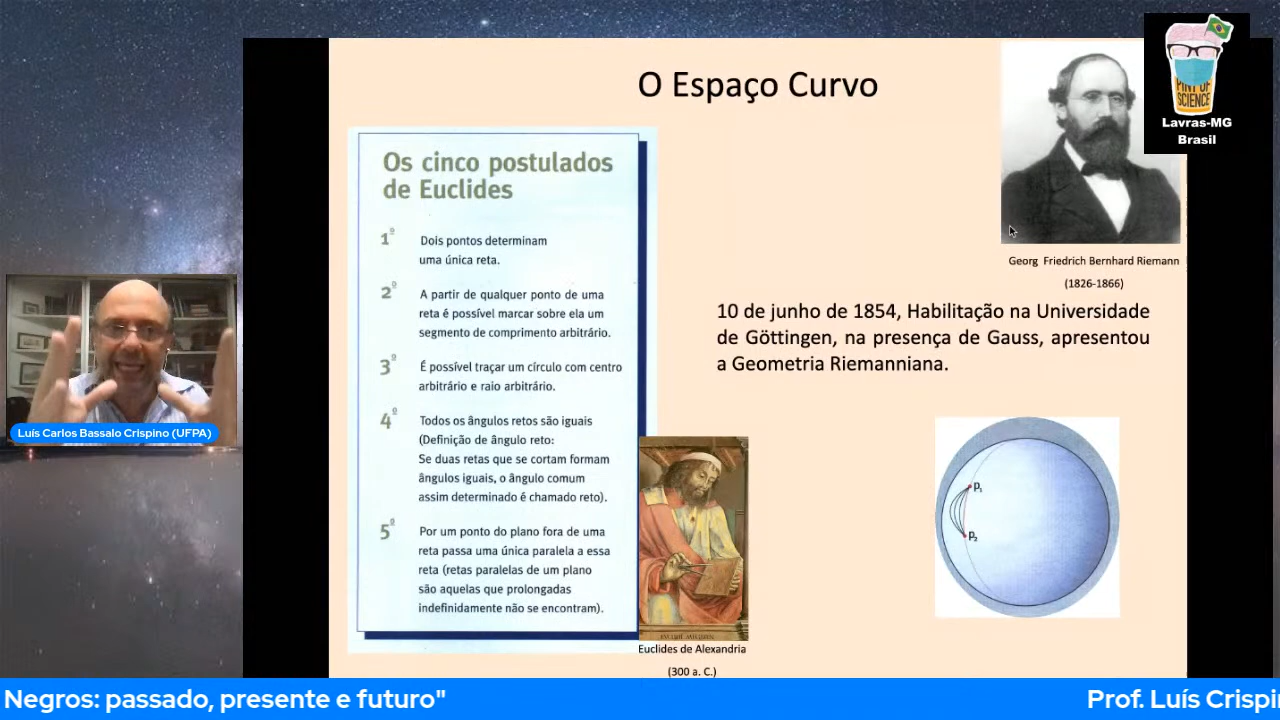 O Espaço Curvo
PINT OF
SCIENCE
Lavras-MG
Brasil
Os cinco postulados
de Euclides
1º
Dois pontos determinam
uma única reta.
2º
A partir de qualquer ponto de uma
reta é possível marcar sobre ela um
segmento de comprimento arbitrário.
3º
É possível traçar um círculo com centro
arbitrário e raio arbitrário.
4º
Todos os ângulos retos são iguais
(Definição de ângulo reto:
Se duas retas que se cortam formam
ângulos iguais, o ângulo comum
assim determinado é chamado reto).
5º
Por um ponto do plano fora de uma
reta passa uma única paralela a essa
reta (retas paralelas de um plano
são aquelas que prolongadas
indefinidamente não se encontram).
Georg Friedrich Bernhard Riemann
(1826-1866)
10 de junho de 1854, Habilitação na Universidade
de Göttingen, na presença de Gauss, apresentou
a Geometria Riemanniana.
P₁
P₂
Euclides de Alexandria
(300 a. C.)
Luís Carlos Bassalo Crispino (UFPA)
Negros: passado, presente e futuro"
Prof. Luís Crispi